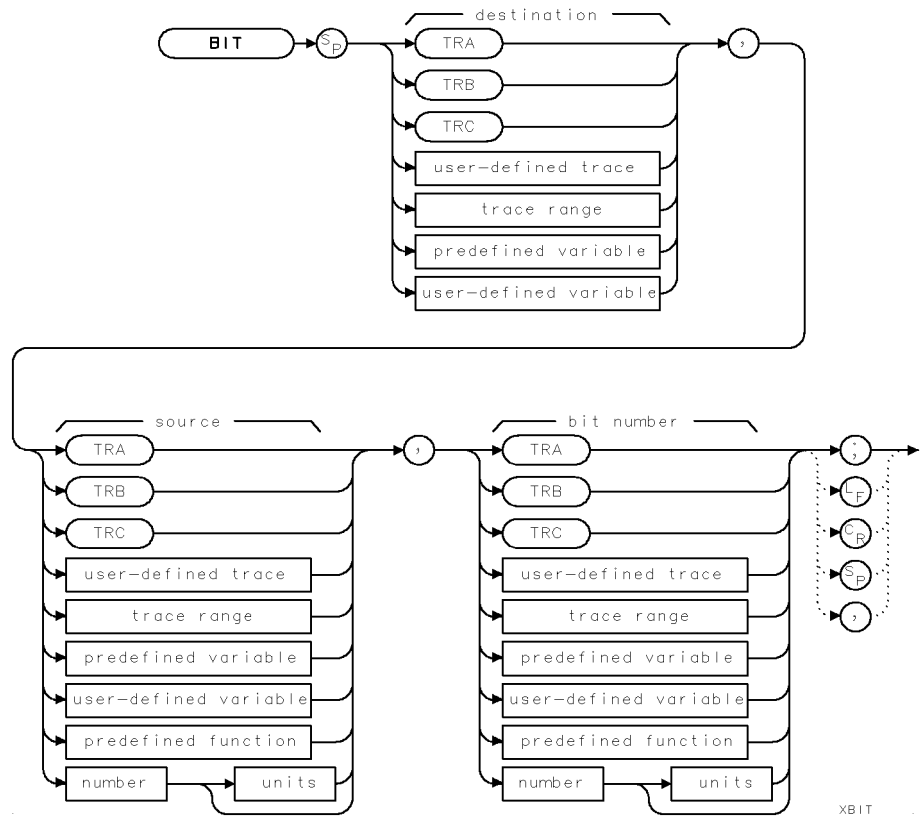 destination
BIT SP TRA ,
TRB
TRC
user-defined trace
trace range
predefined variable
user-defined variable
source bit number
TRA , TRA ;
TRB TRB LF
TRC TRC CR
user-defined trace user-defined trace SP
trace range trace range ,
predefined variable predefined variable
user-defined variable user-defined variable
predefined function predefined function
number units number units
XBIT